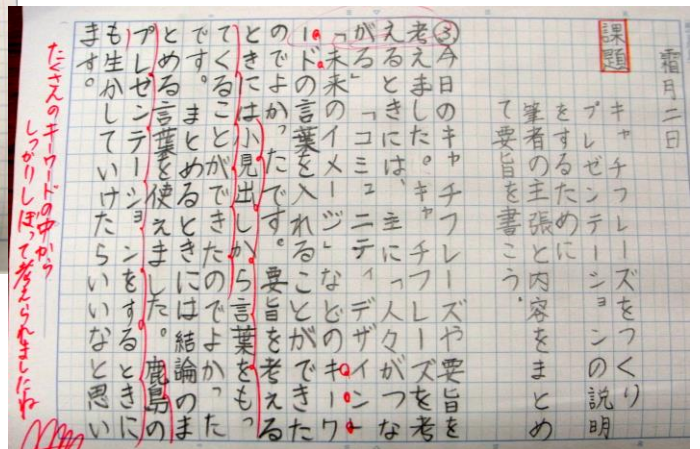 霜月二日
課題
キャチフレーズをつくり
プレゼンテーションの説明
をするために
筆者の主張と内容をまとめ
て要旨を書こう。
③今日のキャチフレーズや要旨を
考えました。キャチフレーズを考
えるときには、主に「人々がつな
がる」「コミュニティデザイン」
「未来のイメージ」などのキーワ
ードの言葉を入れることができた
のでよかったです。要旨を考える
ときには小見出しから言葉をもっ
てくることができたのでよかった
です。まとめるときには結論のま
とめる言葉を使えました。鹿島の
プレゼンテーションをするときに
も生かしていけたらいいなと思い
ます。
たくさんのキーワードの中から
しっかりしぼって考えられましたね